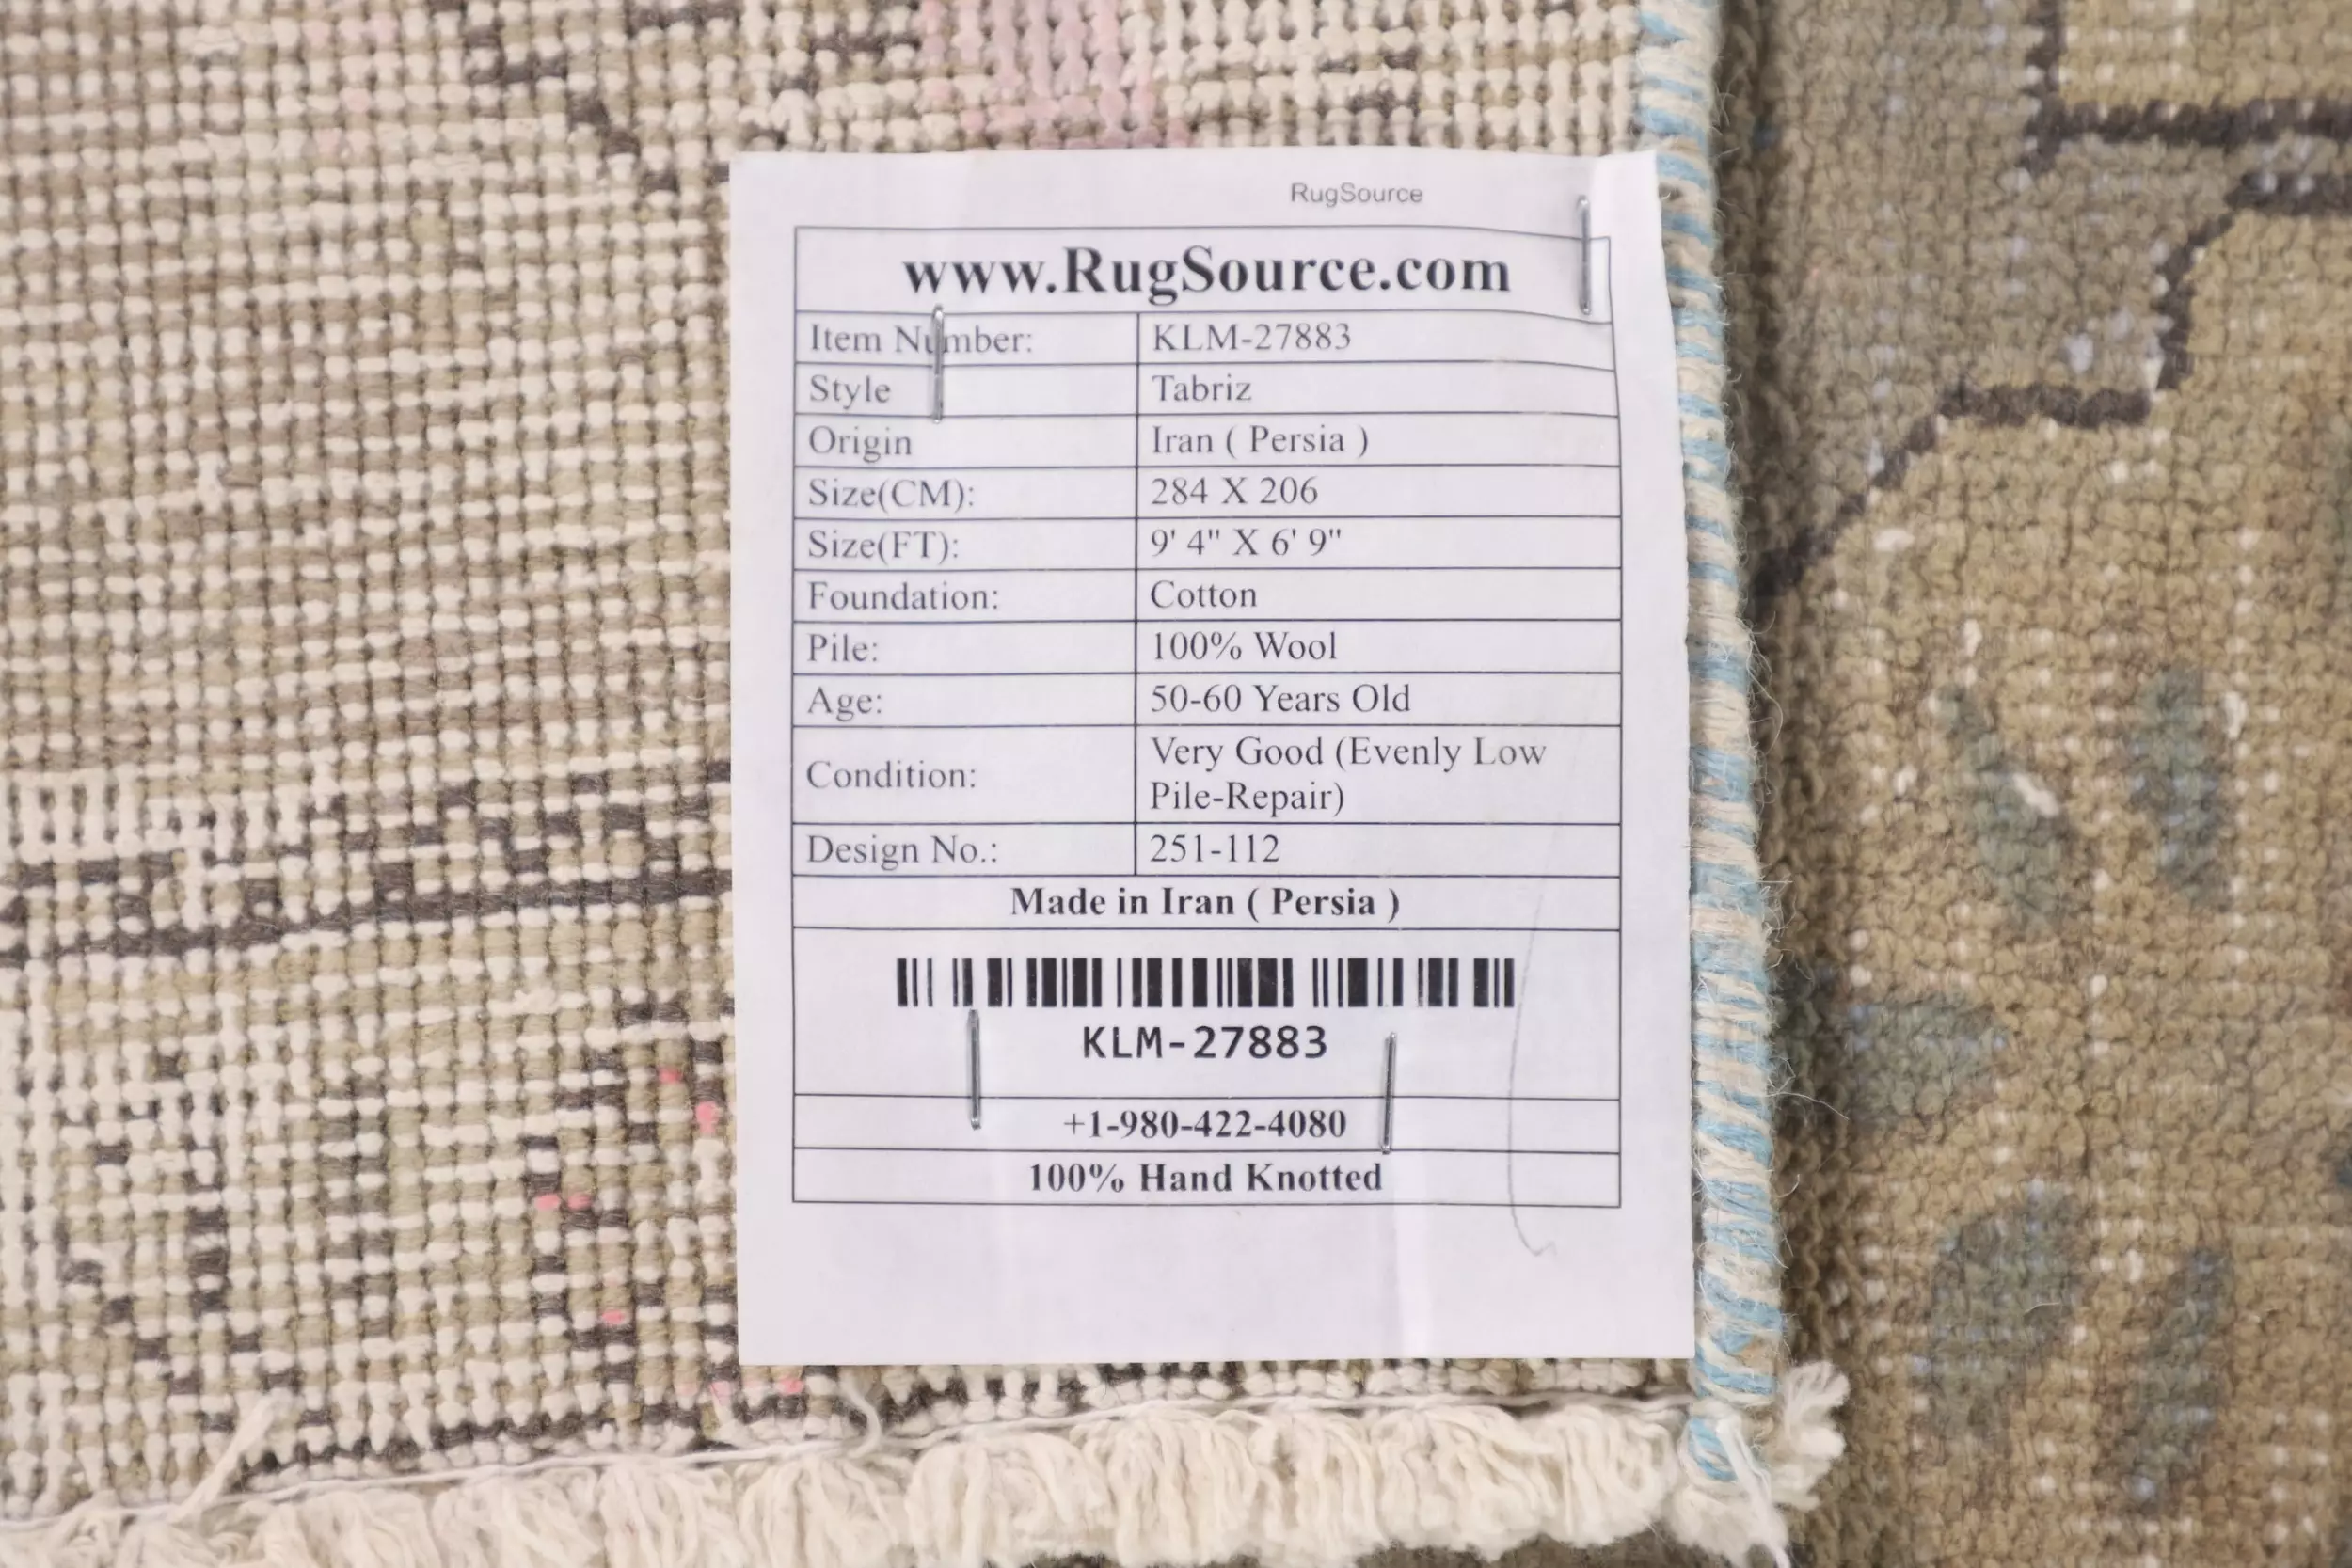 RugSource
www.RugSource.com
Item Number: KLM-27883
Style Tabriz
Origin Iran ( Persia )
Size(CM): 284 X 206
Size(FT): 9' 4" X 6' 9"
Foundation: Cotton
Pile: 100% Wool
Age: 50-60 Years Old
Condition: Very Good (Evenly Low
Pile-Repair)
Design No.: 251-112
Made in Iran ( Persia )
KLM-27883
+1-980-422-4080
100% Hand Knotted